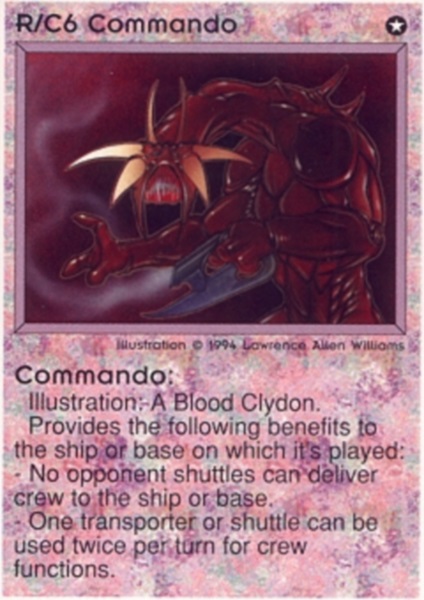 R/C6 Commando
Illustration © 1994 Lawrence Allen Williams
Commando:
Illustration:-A Blood Clydon.
Provides the following benefits to
the ship or base on which it's played:
- No opponent shuttles can deliver
crew to the ship or base.
- One transporter or shuttle can be
used twice per turn for crew
functions.